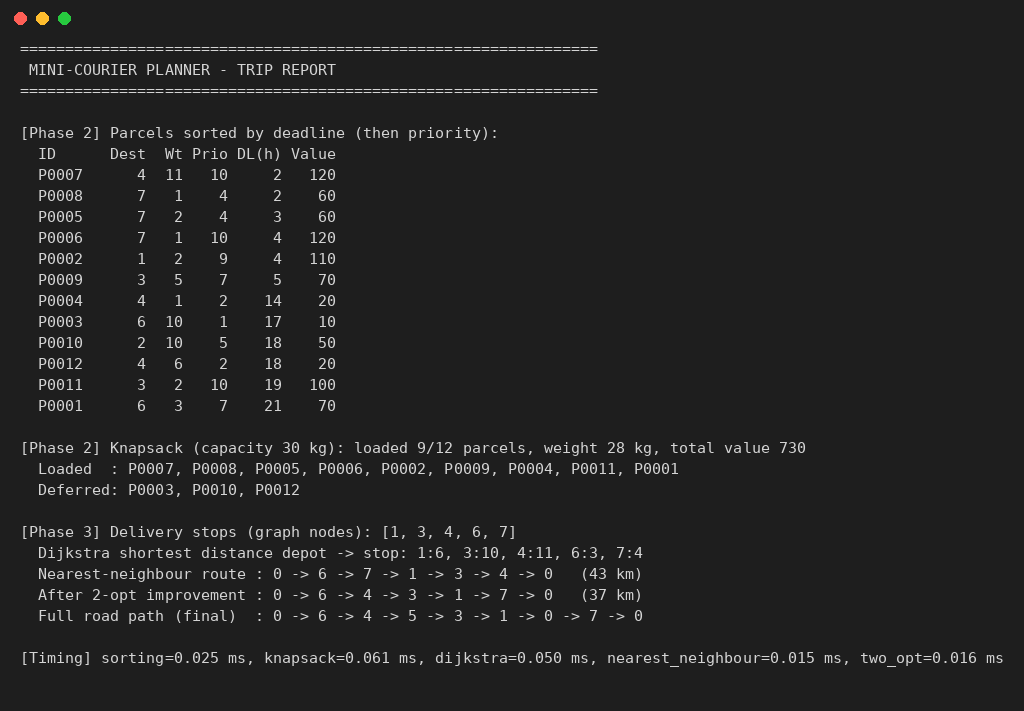 ================================================================
 MINI-COURIER PLANNER - TRIP REPORT
================================================================
[Phase 2] Parcels sorted by deadline (then priority):
  ID      Dest  Wt Prio DL(h) Value
  P0007      4  11   10     2   120
  P0008      7   1    4     2    60
  P0005      7   2    4     3    60
  P0006      7   1   10     4   120
  P0002      1   2    9     4   110
  P0009      3   5    7     5    70
  P0004      4   1    2    14    20
  P0003      6  10    1    17    10
  P0010      2  10    5    18    50
  P0012      4   6    2    18    20
  P0011      3   2   10    19   100
  P0001      6   3    7    21    70
[Phase 2] Knapsack (capacity 30 kg): loaded 9/12 parcels, weight 28 kg, total value 730
  Loaded  : P0007, P0008, P0005, P0006, P0002, P0009, P0004, P0011, P0001
  Deferred: P0003, P0010, P0012
[Phase 3] Delivery stops (graph nodes): [1, 3, 4, 6, 7]
  Dijkstra shortest distance depot -> stop: 1:6, 3:10, 4:11, 6:3, 7:4
  Nearest-neighbour route : 0 -> 6 -> 7 -> 1 -> 3 -> 4 -> 0   (43 km)
  After 2-opt improvement : 0 -> 6 -> 4 -> 3 -> 1 -> 7 -> 0   (37 km)
  Full road path (final)  : 0 -> 6 -> 4 -> 5 -> 3 -> 1 -> 0 -> 7 -> 0
[Timing] sorting=0.025 ms, knapsack=0.061 ms, dijkstra=0.050 ms, nearest_neighbour=0.015 ms, two_opt=0.016 ms